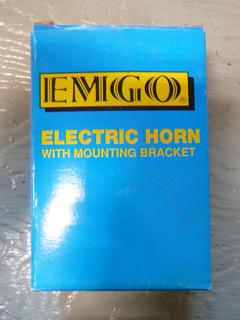 EMGO®
ELECTRIC HORN
WITH MOUNTING BRACKET